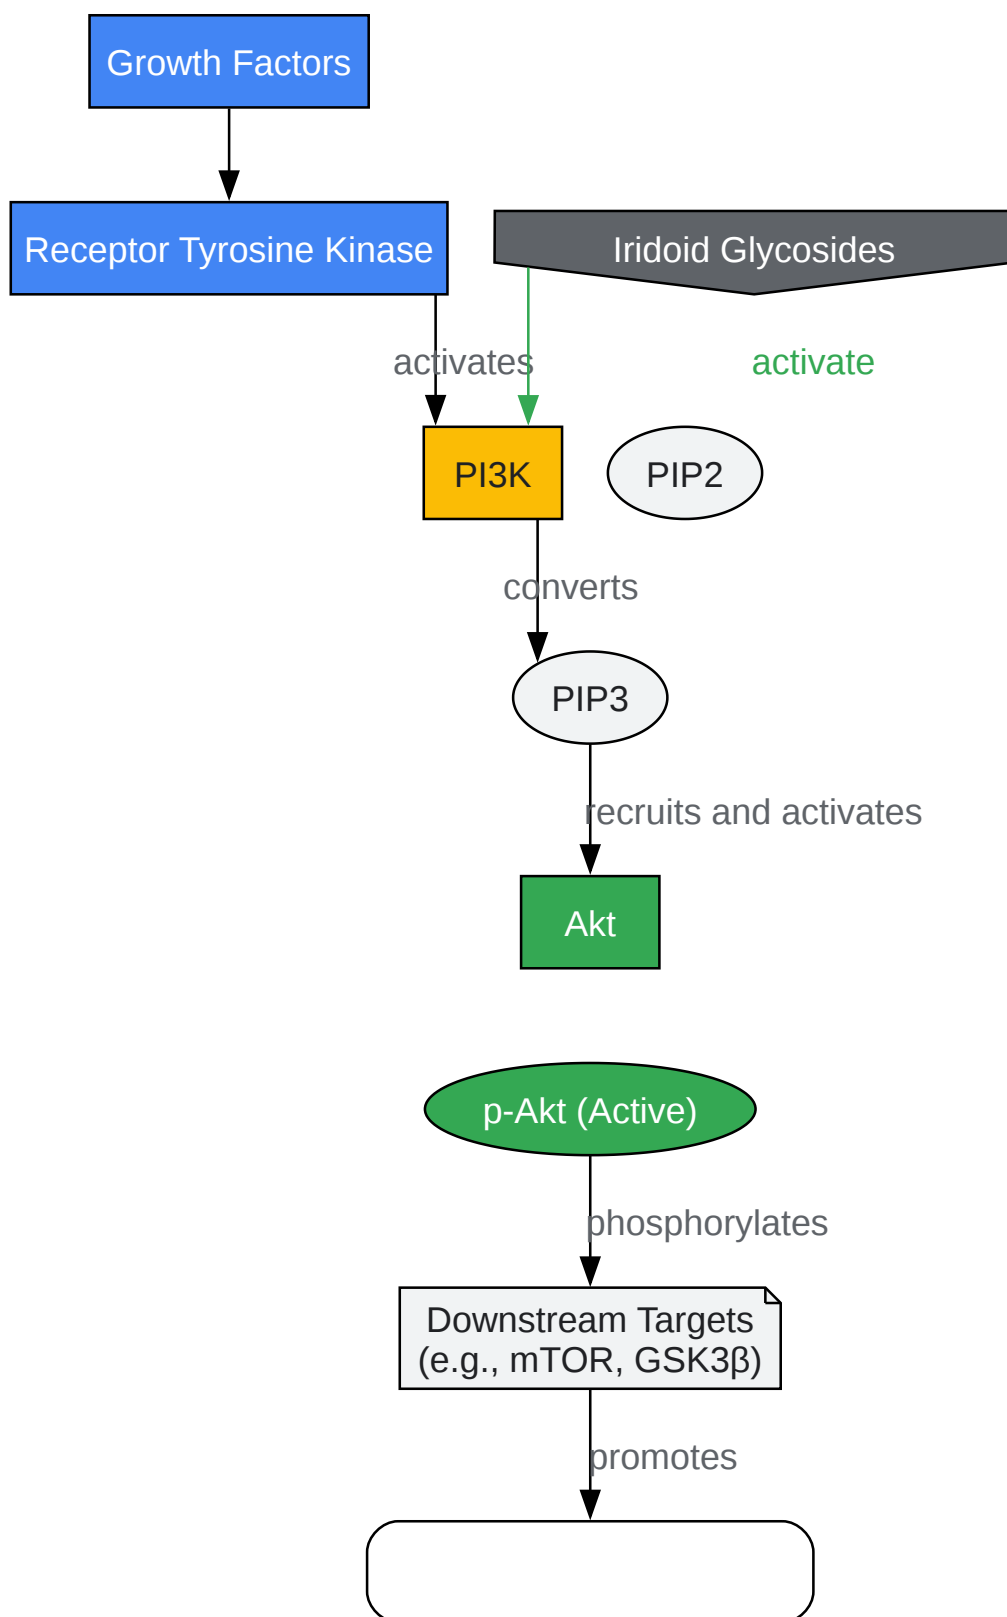 Growth Factors
Receptor Tyrosine Kinase
Iridoid Glycosides
activates
activate
PI3K
PIP2
converts
PIP3
recruits and activates
Akt
p-Akt (Active)
phosphorylates
Downstream Targets
(e.g., mTOR, GSK3β)
promotes